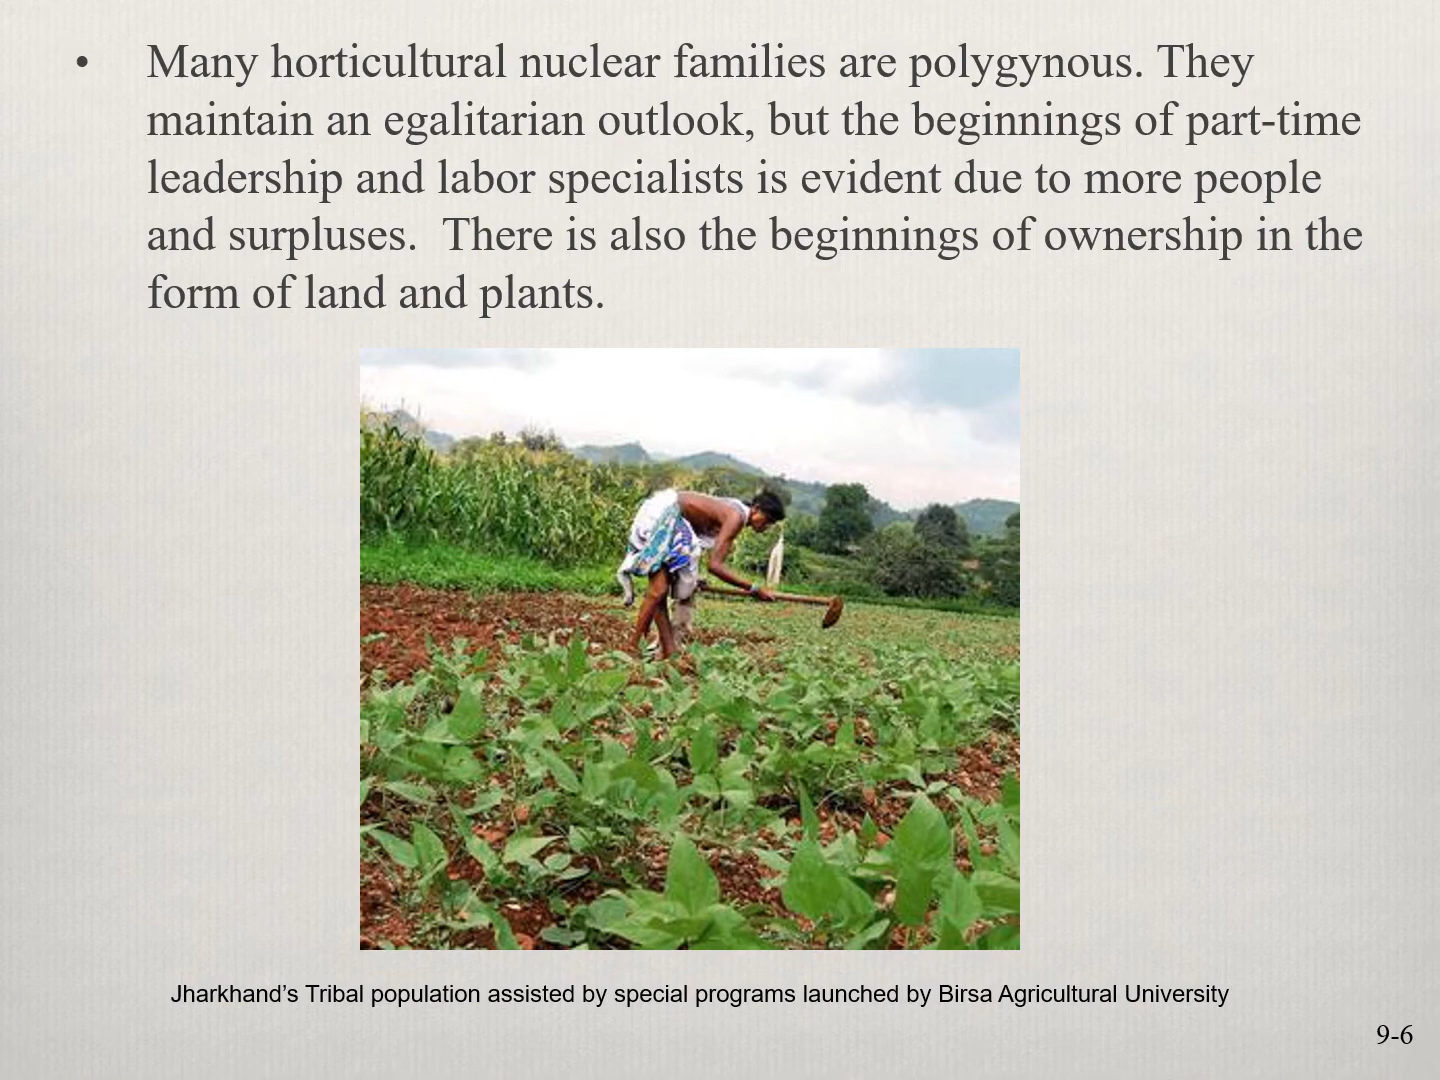 • Many horticultural nuclear families are polygynous. They
maintain an egalitarian outlook, but the beginnings of part-time
leadership and labor specialists is evident due to more people
and surpluses.  There is also the beginnings of ownership in the
form of land and plants.
Jharkhand’s Tribal population assisted by special programs launched by Birsa Agricultural University
9-6